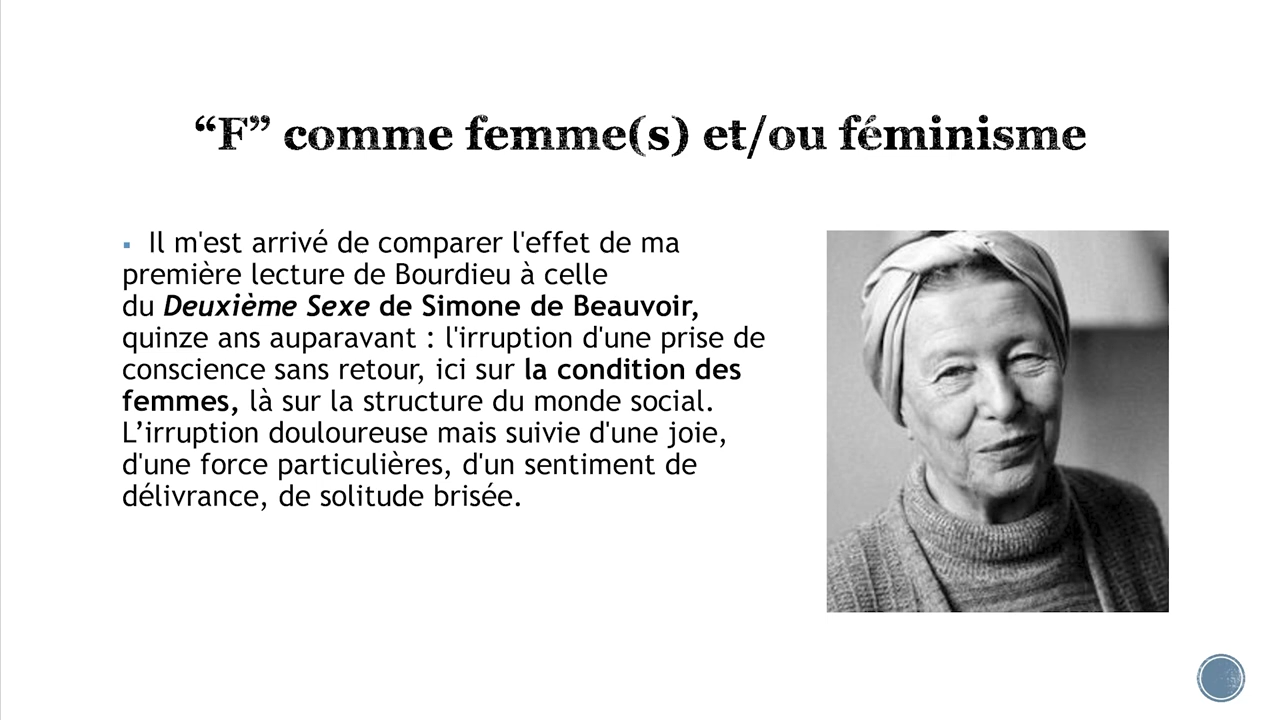 “F” comme femme(s) et/ou féminisme
▪ Il m'est arrivé de comparer l'effet de ma
première lecture de Bourdieu à celle
du Deuxième Sexe de Simone de Beauvoir,
quinze ans auparavant : l'irruption d'une prise de
conscience sans retour, ici sur la condition des
femmes, là sur la structure du monde social.
L’irruption douloureuse mais suivie d'une joie,
d'une force particulières, d'un sentiment de
délivrance, de solitude brisée.